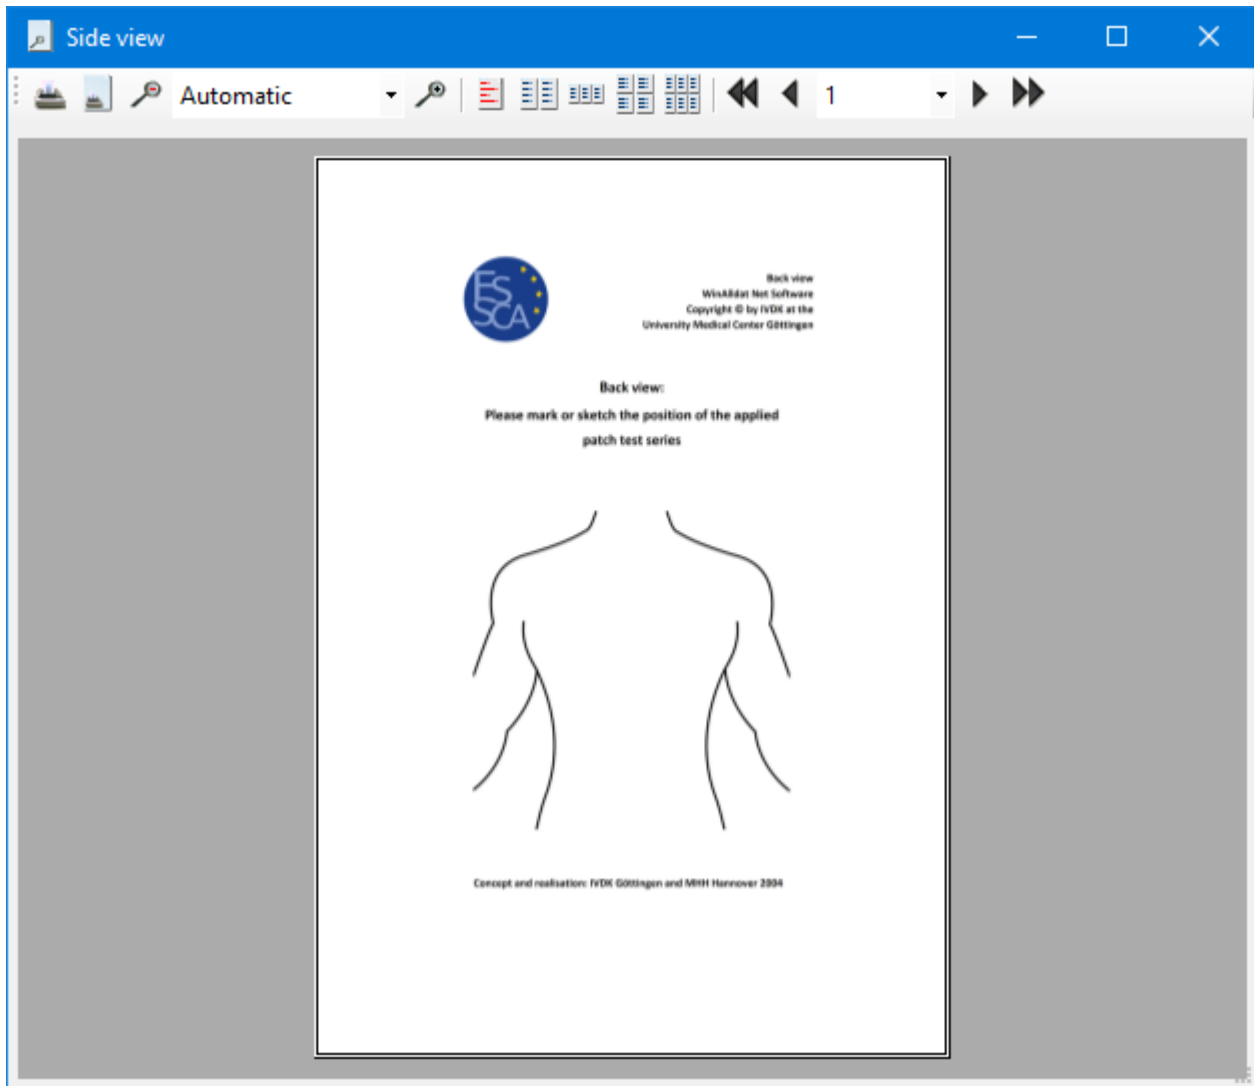 Side view
Automatic
1
ES
SCA
Back view
WinAlldat Net Software
Copyright © by IVDK at the
University Medical Center Göttingen
Back view:
Please mark or sketch the position of the applied
patch test series
Concept and realisation: IVDK Göttingen and MHH Hannover 2004